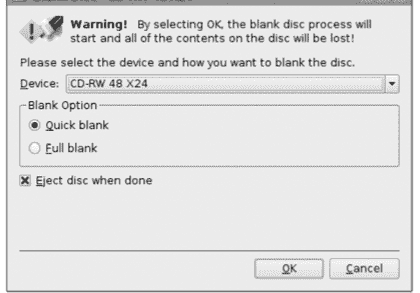 Warning! By selecting OK, the blank disc process will
start and all of the contents on the disc will be lost!
Please select the device and how you want to blank the disc.
Device: CD-RW 48 X24
Blank Option
Quick blank
Full blank
Eject disc when done
OK Cancel